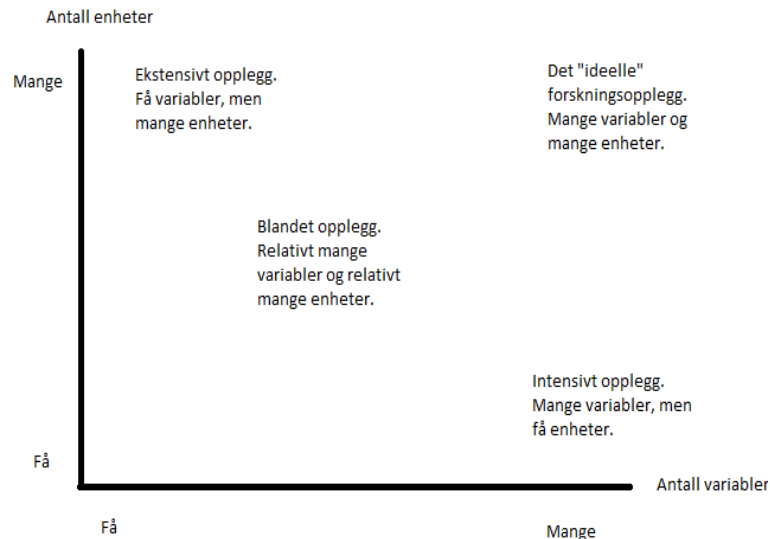 Antall enheter
Mange
Ekstensivt opplegg.
Få variabler, men
mange enheter.
Det "ideelle"
forskningsopplegg.
Mange variabler og
mange enheter.
Blandet opplegg.
Relativt mange
variabler og relativt
mange enheter.
Intensivt opplegg.
Mange variabler, men
få enheter.
Få
Antall variabler
Få
Mange